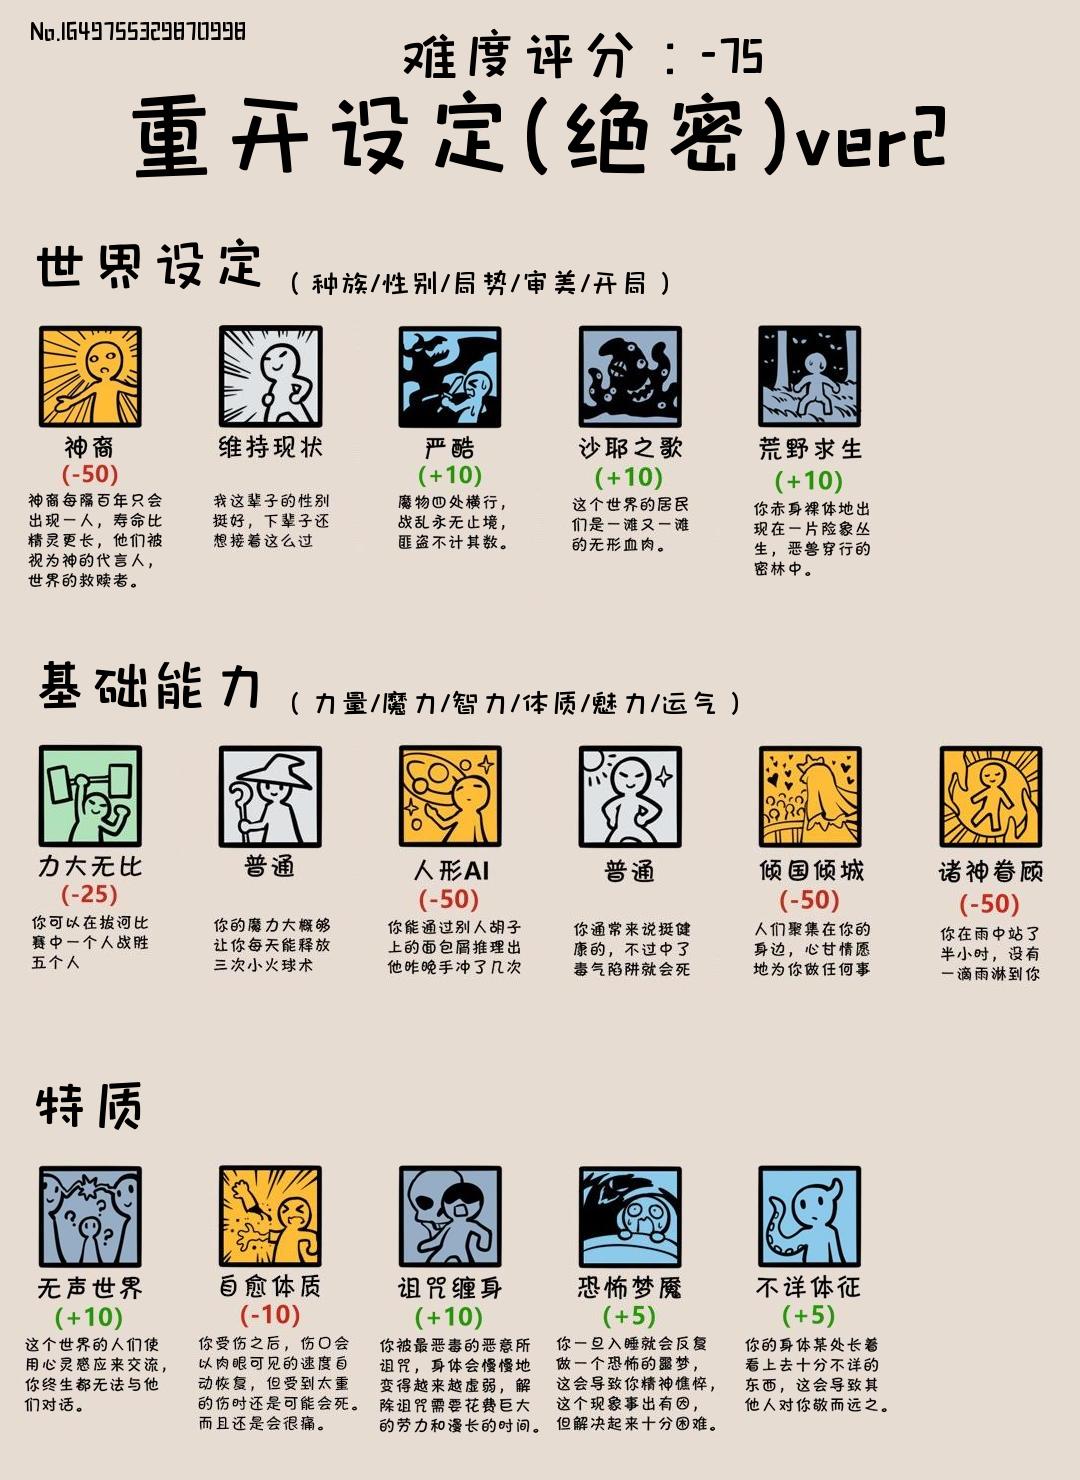 No.1649755329870998
难度评分：-75
重开设定(绝密)ver2
世界设定（种族/性别/局势/审美/开局）
神裔
(-50)
神裔每隔百年只会
出现一人，寿命比
精灵更长，他们被
视为神的代言人，
世界的救赎者。
维持现状
我这辈子的性别
挺好，下辈子还
想接着这么过
严酷
(+10)
魔物四处横行，
战乱永无止境，
匪盗不计其数。
沙耶之歌
(+10)
这个世界的居民
们是一滩又一滩
的无形血肉。
荒野求生
(+10)
你赤身裸体地出
现在一片险象丛
生，恶兽穿行的
密林中。
基础能力（力量/魔力/智力/体质/魅力/运气）
力大无比
(-25)
你可以在拔河比
赛中一个人战胜
五个人
普通
你的魔力大概够
让你每天能释放
三次小火球术
人形AI
(-50)
你能通过别人胡子
上的面包屑推理出
他昨晚手冲了几次
普通
你通常来说挺健
康的，不过中了
毒气陷阱就会死
倾国倾城
(-50)
人们聚集在你的
身边，心甘情愿
地为你做任何事
诸神眷顾
(-50)
你在雨中站了
半小时，没有
一滴雨淋到你
特质
无声世界
(+10)
这个世界的人们使
用心灵感应来交流，
你终生都无法与他
们对话。
自愈体质
(-10)
你受伤之后，伤口会
以肉眼可见的速度自
动恢复，但受到太重
的伤时还是可能会死。
而且还是会很痛。
诅咒缠身
(+10)
你被最恶毒的恶意所
诅咒，身体会慢慢地
变得越来越虚弱，解
除诅咒需要花费巨大
的劳力和漫长的时间。
恐怖梦魇
(+5)
你一旦入睡就会反复
做一个恐怖的噩梦，
这会导致你精神憔悴，
这个现象事出有因，
但解决起来十分困难。
不详体征
(+5)
你的身体某处长着
看上去十分不详的
东西，这会导致其
他人对你敬而远之。